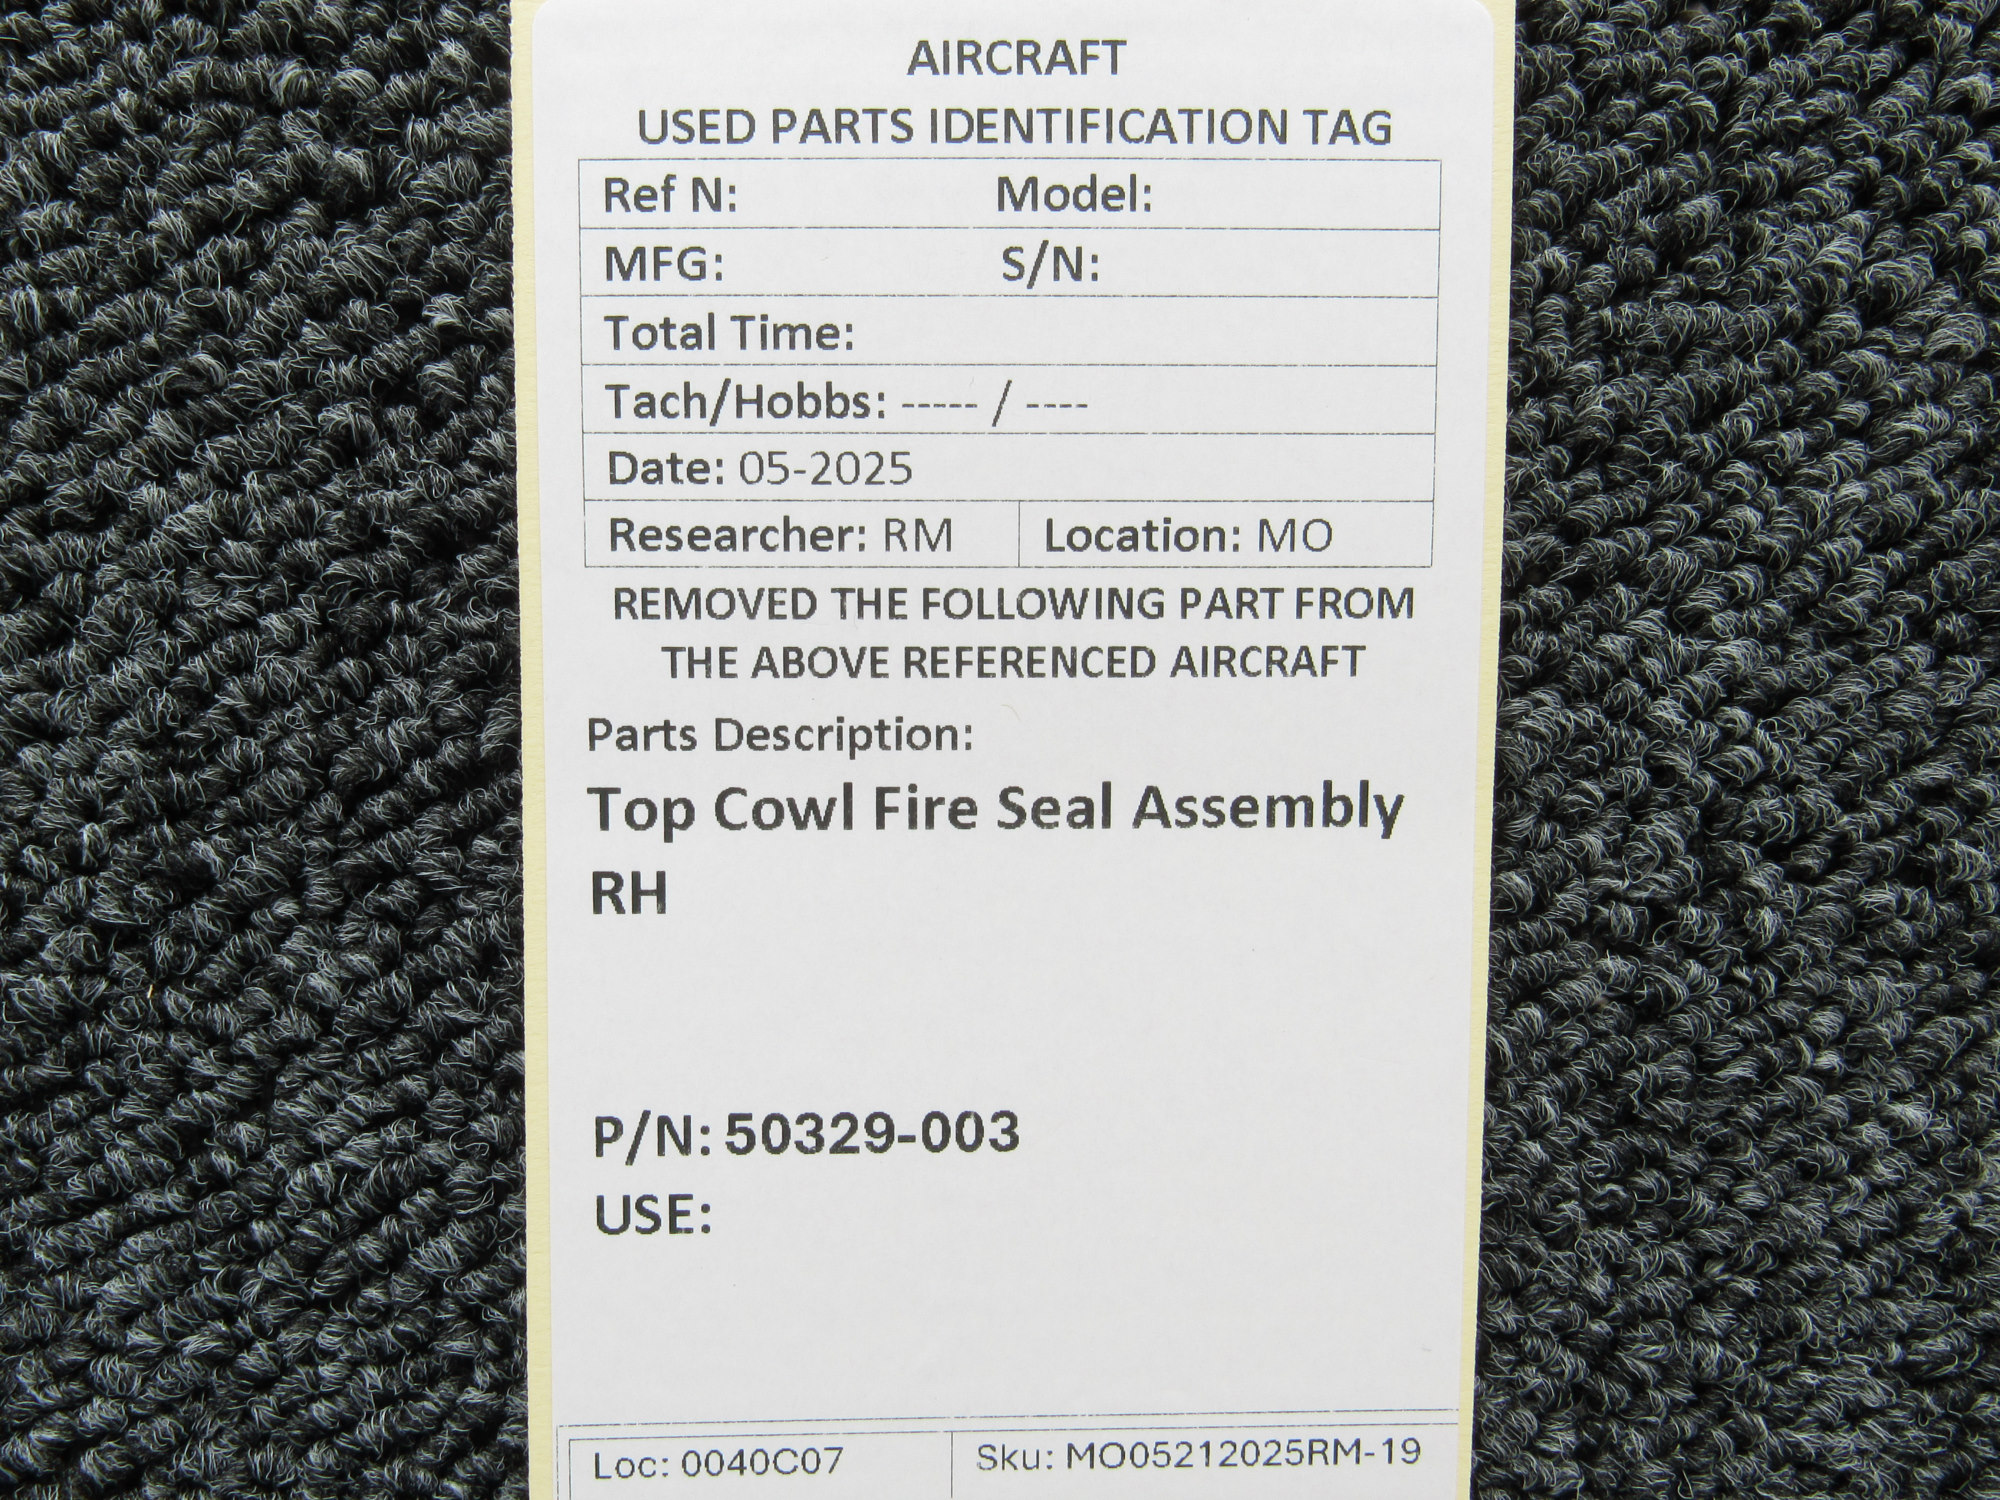 AIRCRAFT
USED PARTS IDENTIFICATION TAG
Ref N: Model:
MFG: S/N:
Total Time:
Tach/Hobbs: ----- / ----
Date: 05-2025
Researcher: RM Location: MO
REMOVED THE FOLLOWING PART FROM
THE ABOVE REFERENCED AIRCRAFT
Parts Description:
Top Cowl Fire Seal Assembly
RH
P/N: 50329-003
USE:
Loc: 0040C07 Sku: MO05212025RM-19